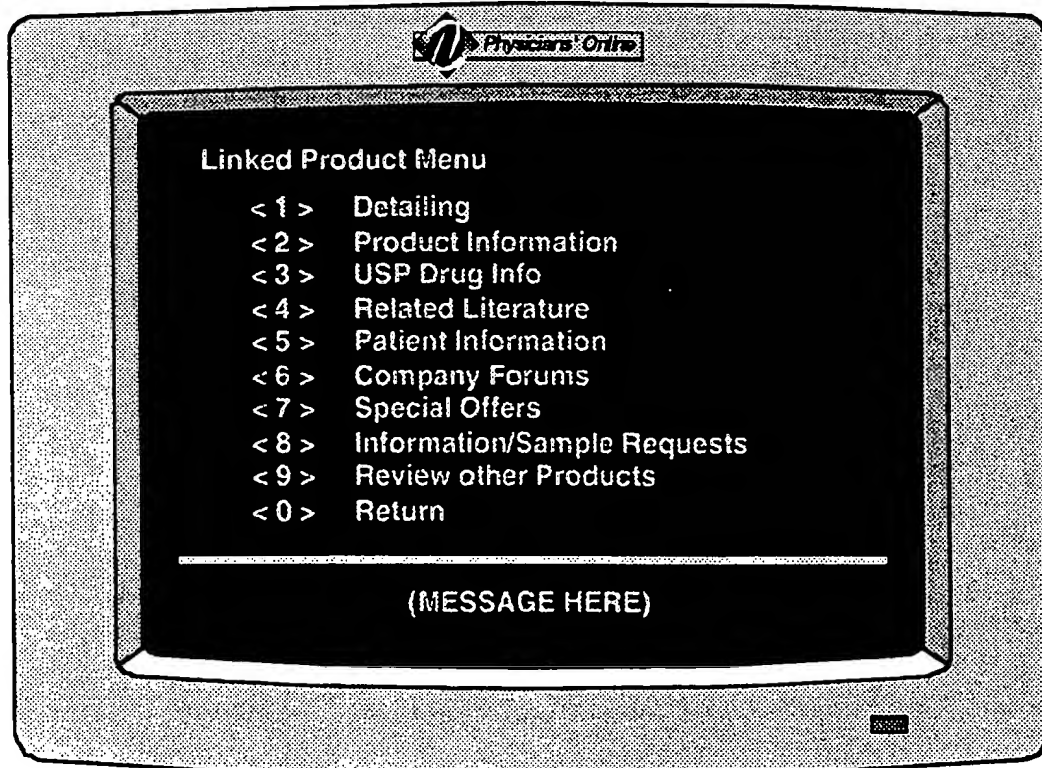 Physicians' Online
Linked Product Menu
< 1 > Detailing
< 2 > Product Information
< 3 > USP Drug Info
< 4 > Related Literature
< 5 > Patient Information
< 6 > Company Forums
< 7 > Special Offers
< 8 > Information/Sample Requests
< 9 > Review other Products
< 0 > Return
(MESSAGE HERE)